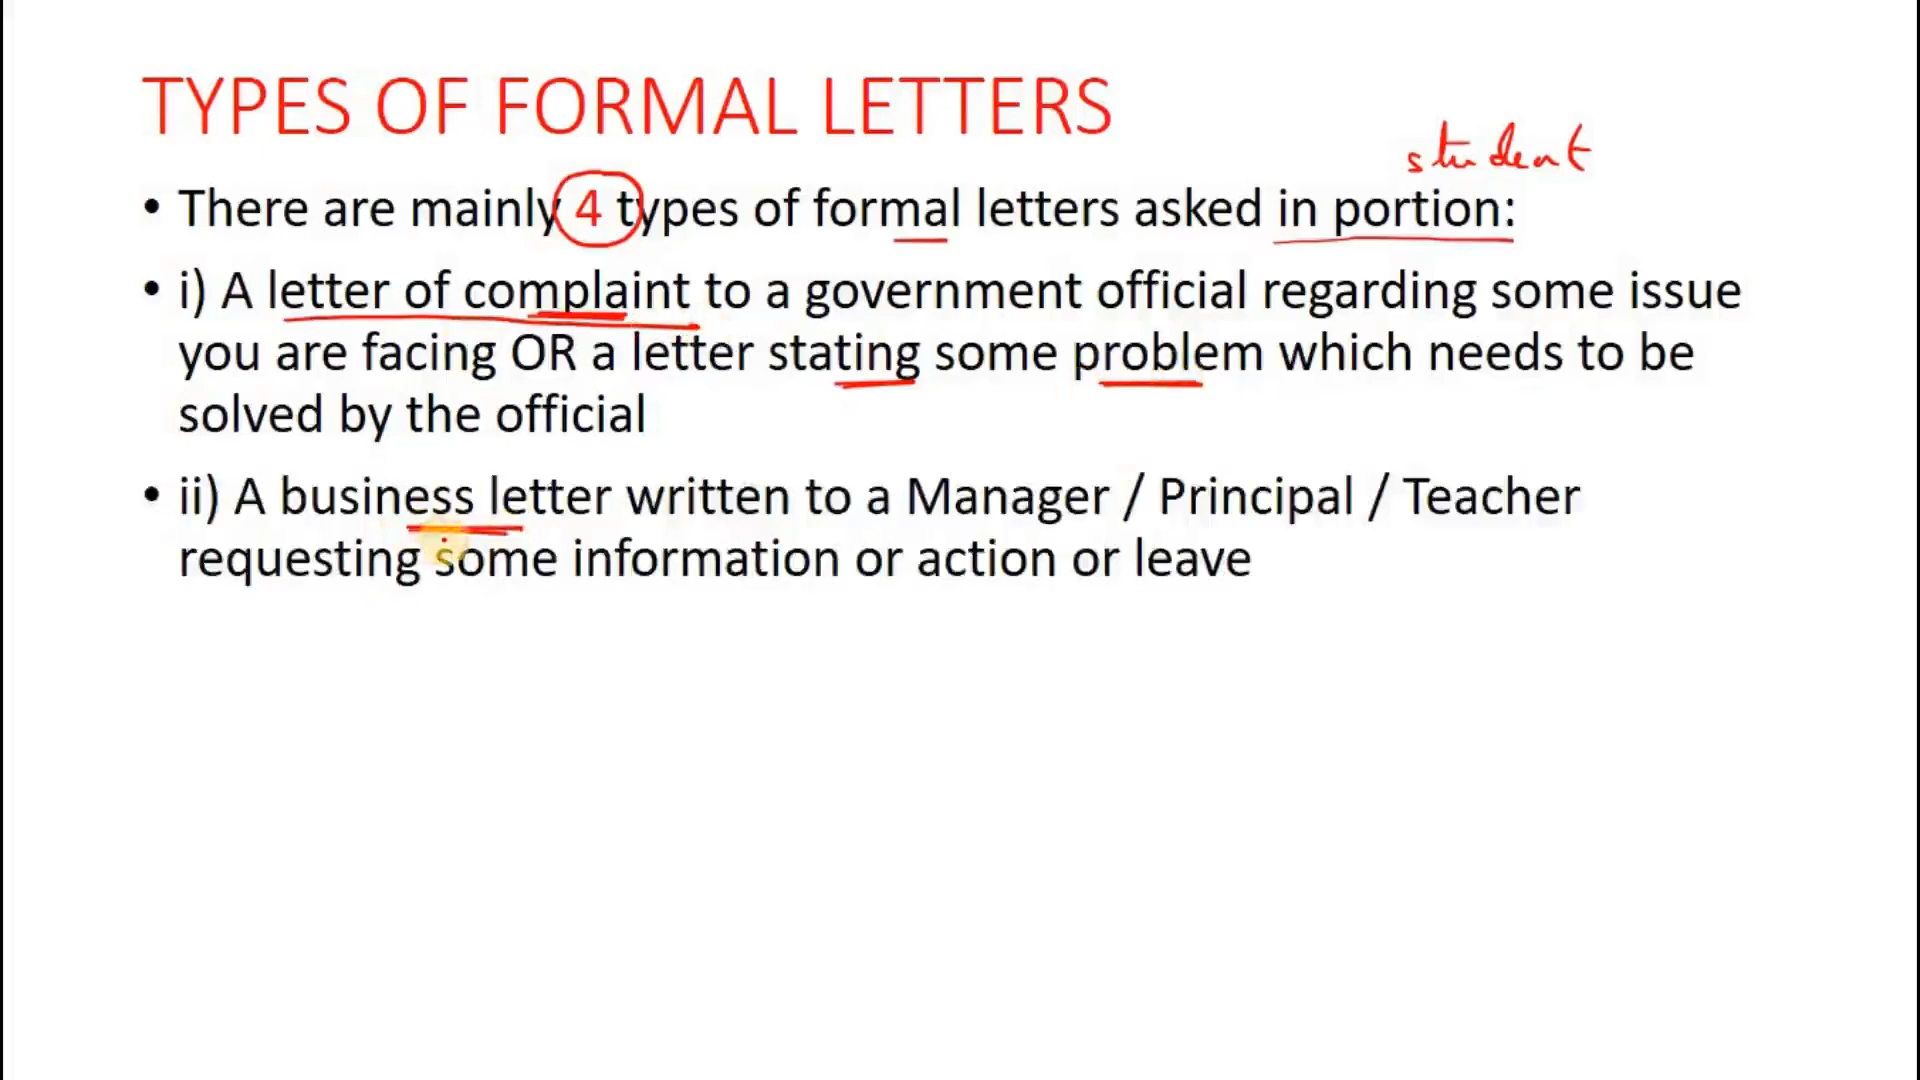 TYPES OF FORMAL LETTERS
student
• There are mainly 4 types of formal letters asked in portion:
• i) A letter of complaint to a government official regarding some issue
you are facing OR a letter stating some problem which needs to be
solved by the official
• ii) A business letter written to a Manager / Principal / Teacher
requesting some information or action or leave